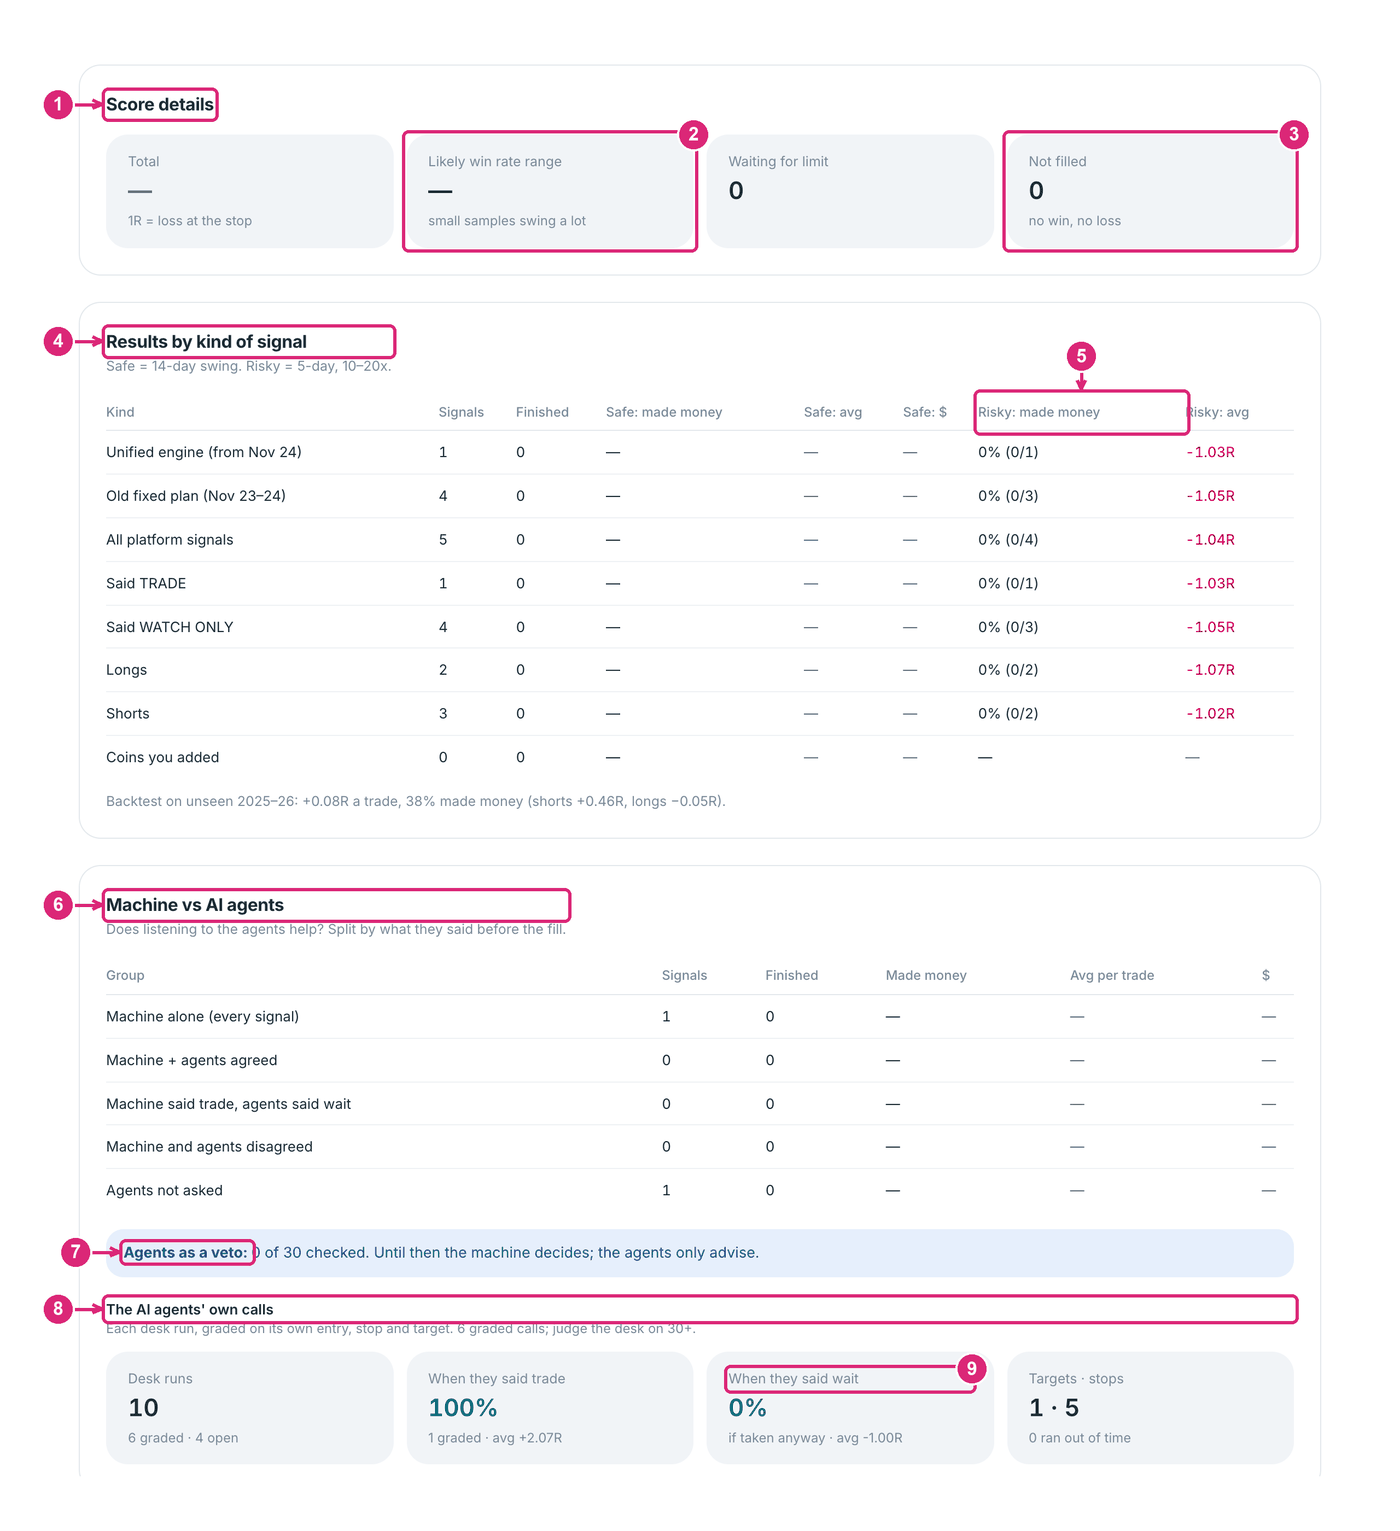 1 Score details
2
3
Total
—
1R = loss at the stop
Likely win rate range
—
small samples swing a lot
Waiting for limit
0
Not filled
0
no win, no loss
4 Results by kind of signal
Safe = 14-day swing. Risky = 5-day, 10–20x.
5
Kind Signals Finished Safe: made money Safe: avg Safe: $ Risky: made money Risky: avg
Unified engine (from Nov 24) 1 0 — — — 0% (0/1) -1.03R
Old fixed plan (Nov 23–24) 4 0 — — — 0% (0/3) -1.05R
All platform signals 5 0 — — — 0% (0/4) -1.04R
Said TRADE 1 0 — — — 0% (0/1) -1.03R
Said WATCH ONLY 4 0 — — — 0% (0/3) -1.05R
Longs 2 0 — — — 0% (0/2) -1.07R
Shorts 3 0 — — — 0% (0/2) -1.02R
Coins you added 0 0 — — — — —
Backtest on unseen 2025–26: +0.08R a trade, 38% made money (shorts +0.46R, longs −0.05R).
6 Machine vs AI agents
Does listening to the agents help? Split by what they said before the fill.
Group Signals Finished Made money Avg per trade $
Machine alone (every signal) 1 0 — — —
Machine + agents agreed 0 0 — — —
Machine said trade, agents said wait 0 0 — — —
Machine and agents disagreed 0 0 — — —
Agents not asked 1 0 — — —
7 Agents as a veto: 0 of 30 checked. Until then the machine decides; the agents only advise.
8 The AI agents' own calls
Each desk run, graded on its own entry, stop and target. 6 graded calls; judge the desk on 30+.
Desk runs
10
6 graded · 4 open
When they said trade
100%
1 graded · avg +2.07R
9
When they said wait
0%
if taken anyway · avg -1.00R
Targets · stops
1 · 5
0 ran out of time